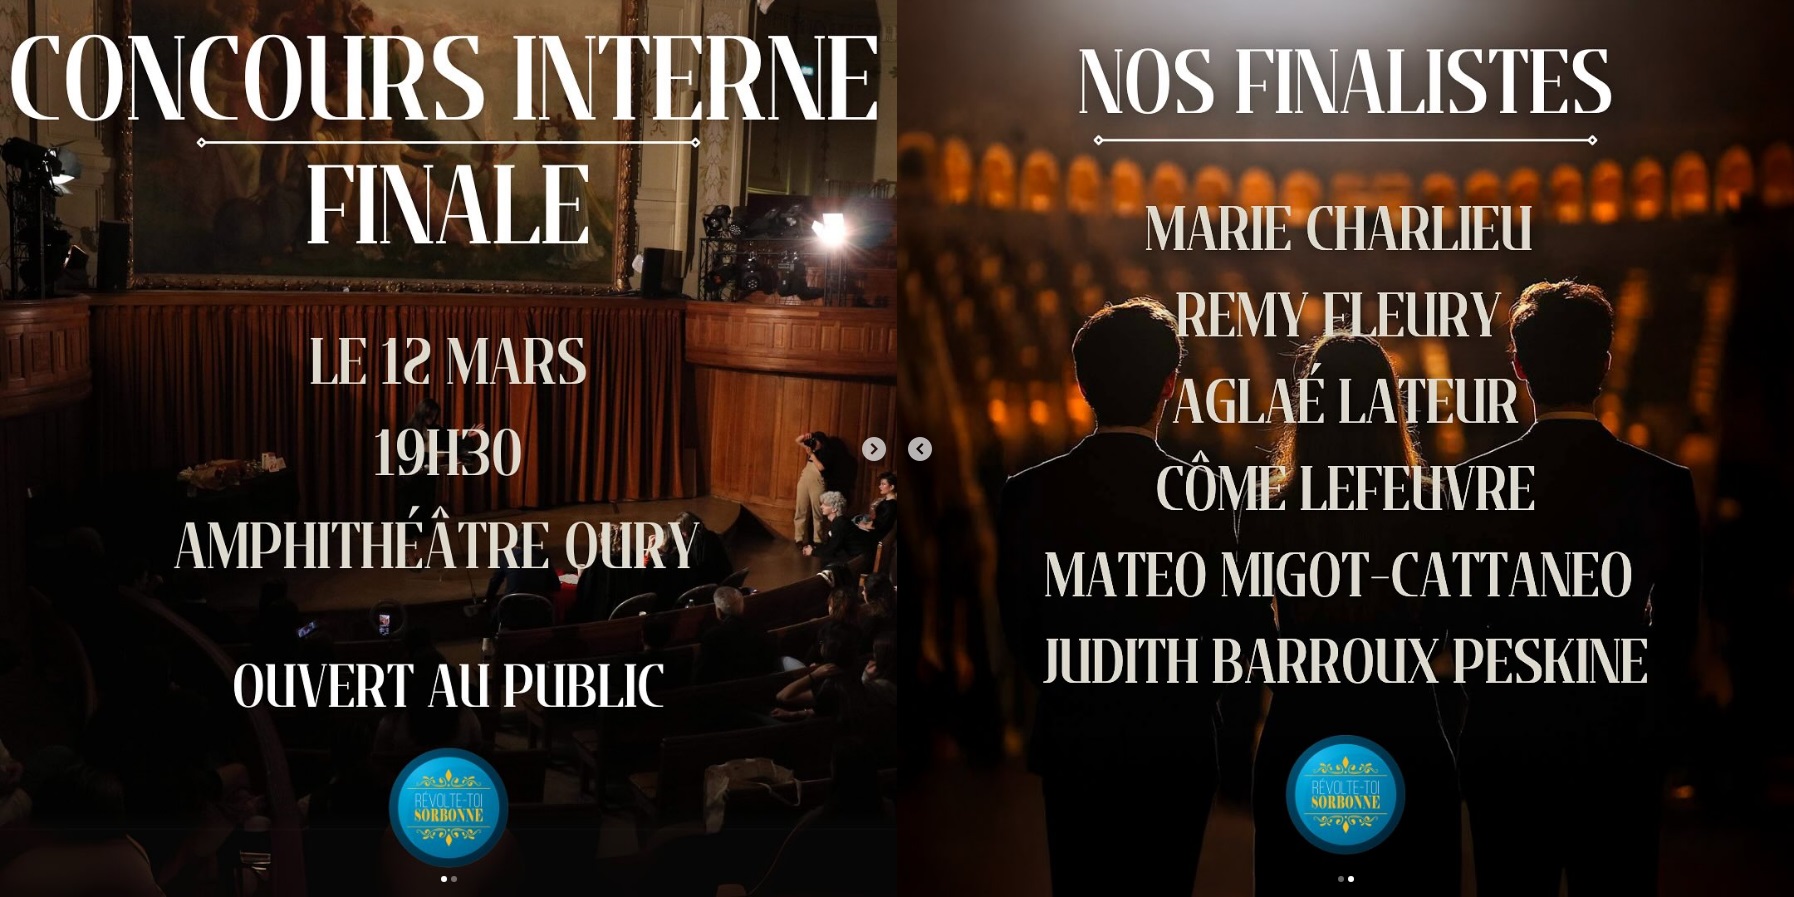 CONCOURS INTERNE
FINALE
LE 12 MARS
19H30
AMPHITHÉÂTRE OURY
OUVERT AU PUBLIC
RÉVOLTE-TOI
SORBONNE
NOS FINALISTES
MARIE CHARLIEU
REMY FLEURY
AGLAÉ LATEUR
CÔME LEFEUVRE
MATEO MIGOT-CATTANEO
JUDITH BARROUX PESKINE
RÉVOLTE-TOI
SORBONNE